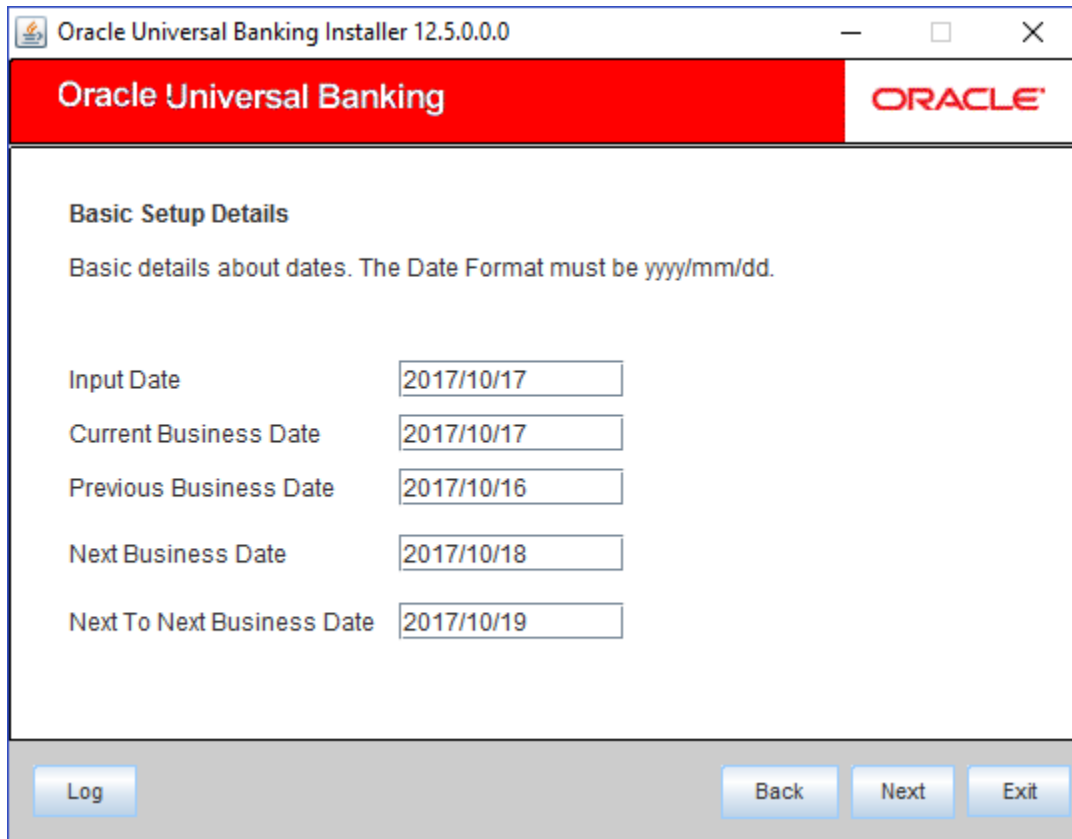 Oracle Universal Banking Installer 12.5.0.0.0
Oracle Universal Banking
ORACLE
Basic Setup Details
Basic details about dates. The Date Format must be yyyy/mm/dd.
Input Date 2017/10/17
Current Business Date 2017/10/17
Previous Business Date 2017/10/16
Next Business Date 2017/10/18
Next To Next Business Date 2017/10/19
Log Back Next Exit